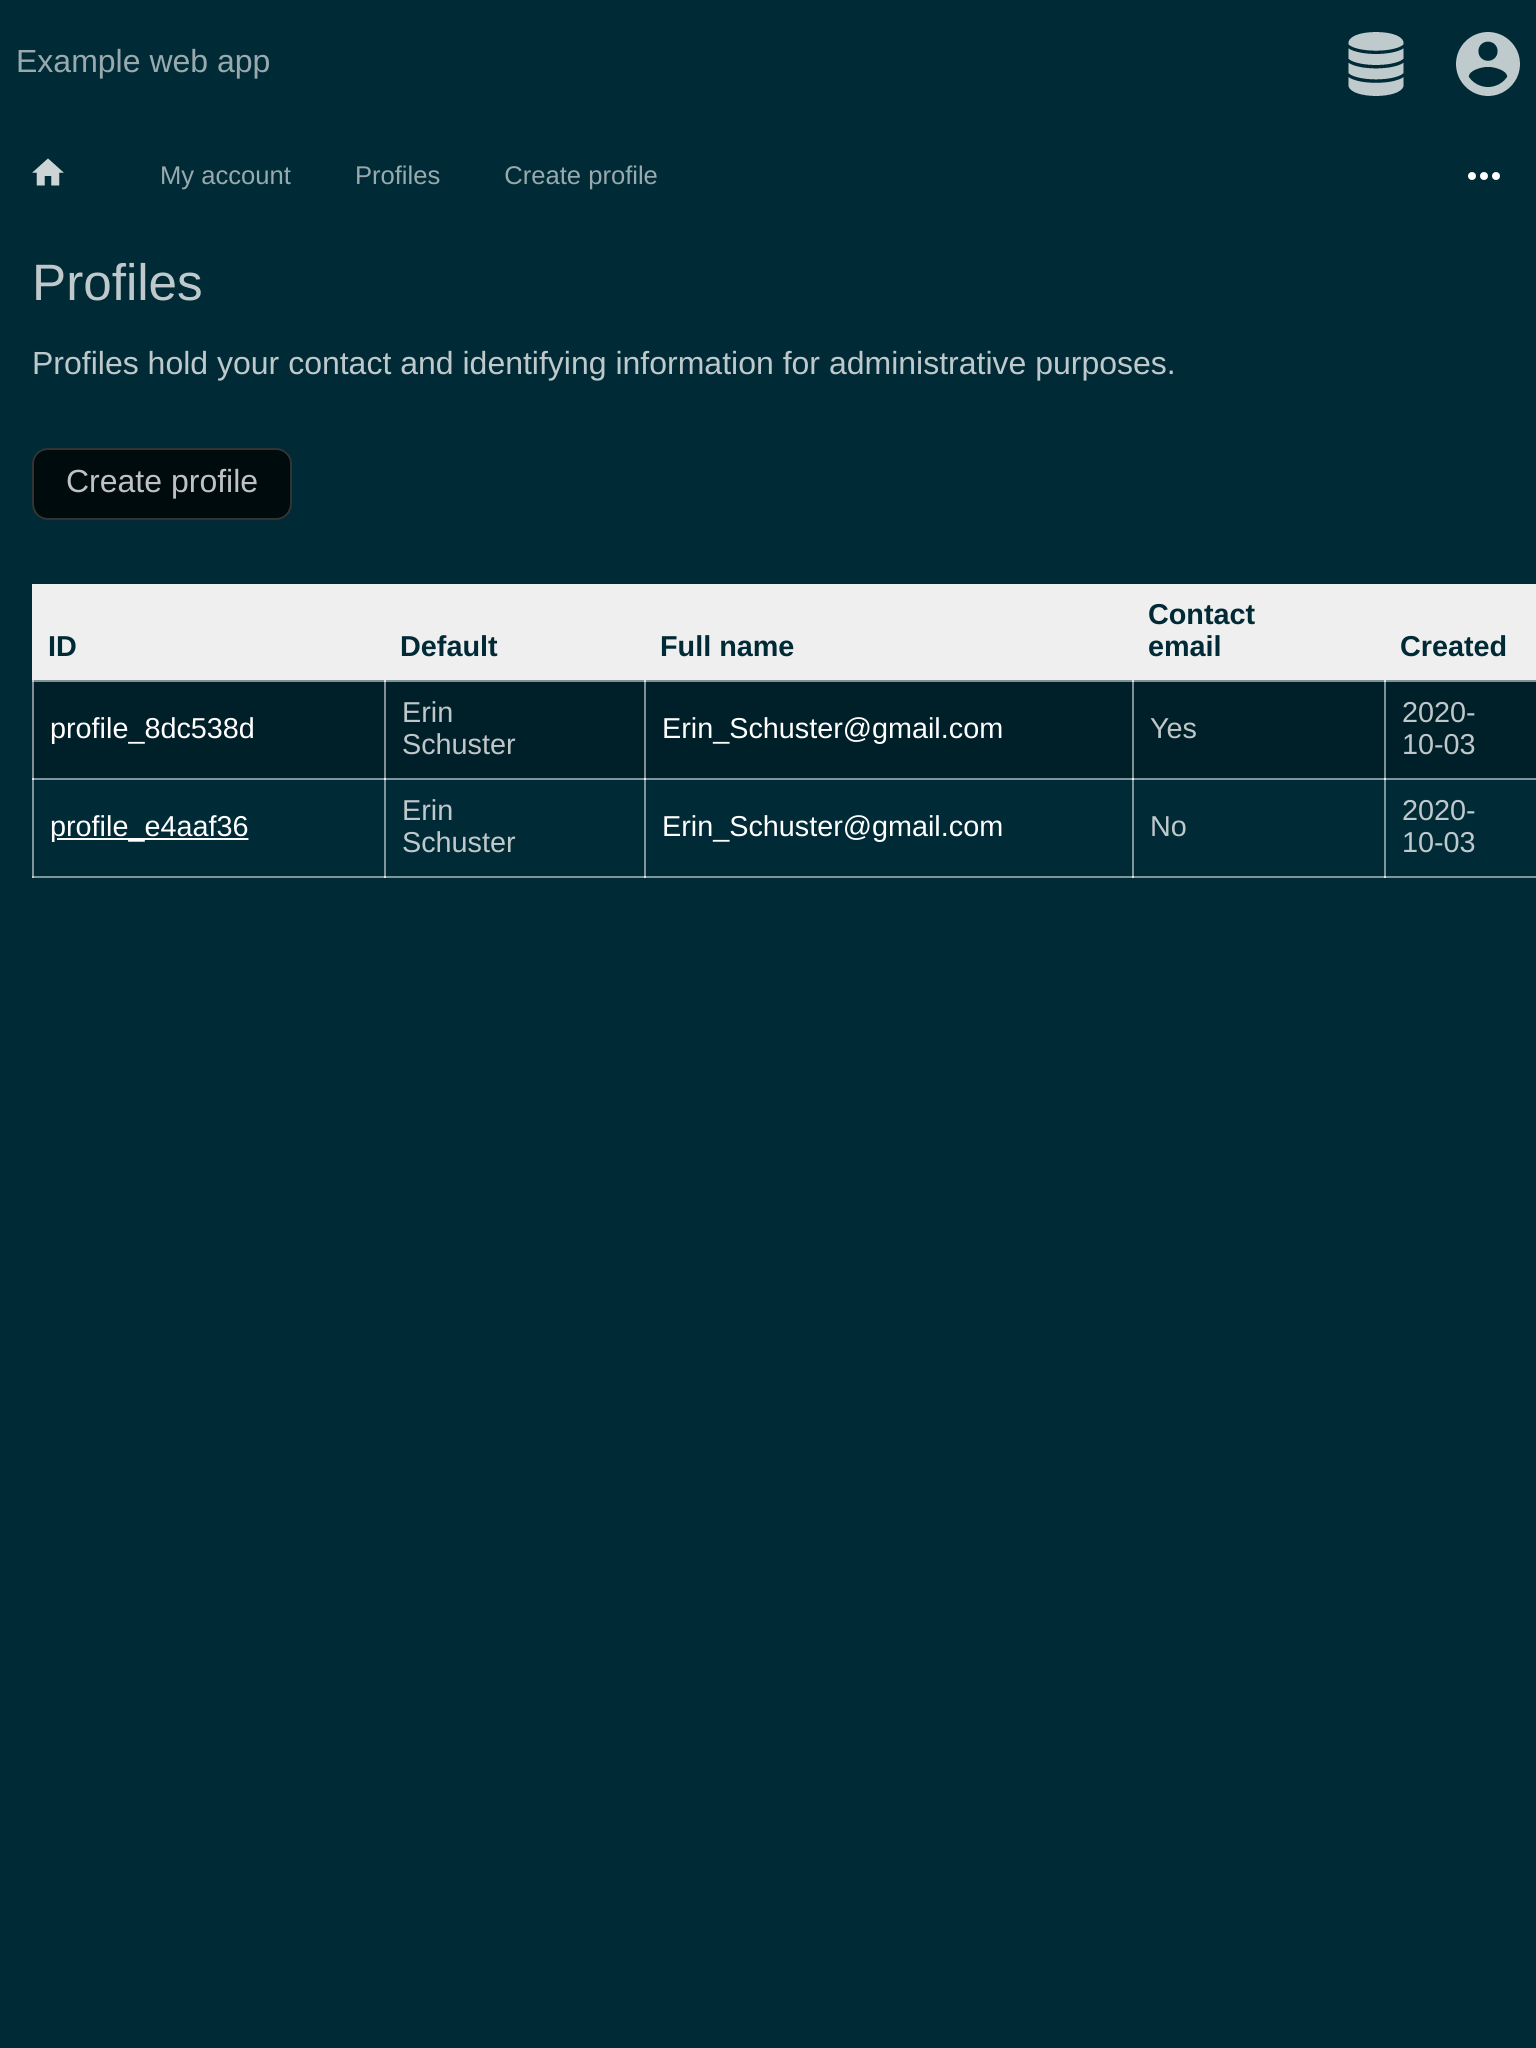 Example web app
My account Profiles Create profile
Profiles
Profiles hold your contact and identifying information for administrative purposes.
Create profile
ID Default Full name Contact email Created
profile_8dc538d Erin Schuster Erin_Schuster@gmail.com Yes 2020-10-03
profile_e4aaf36 Erin Schuster Erin_Schuster@gmail.com No 2020-10-03